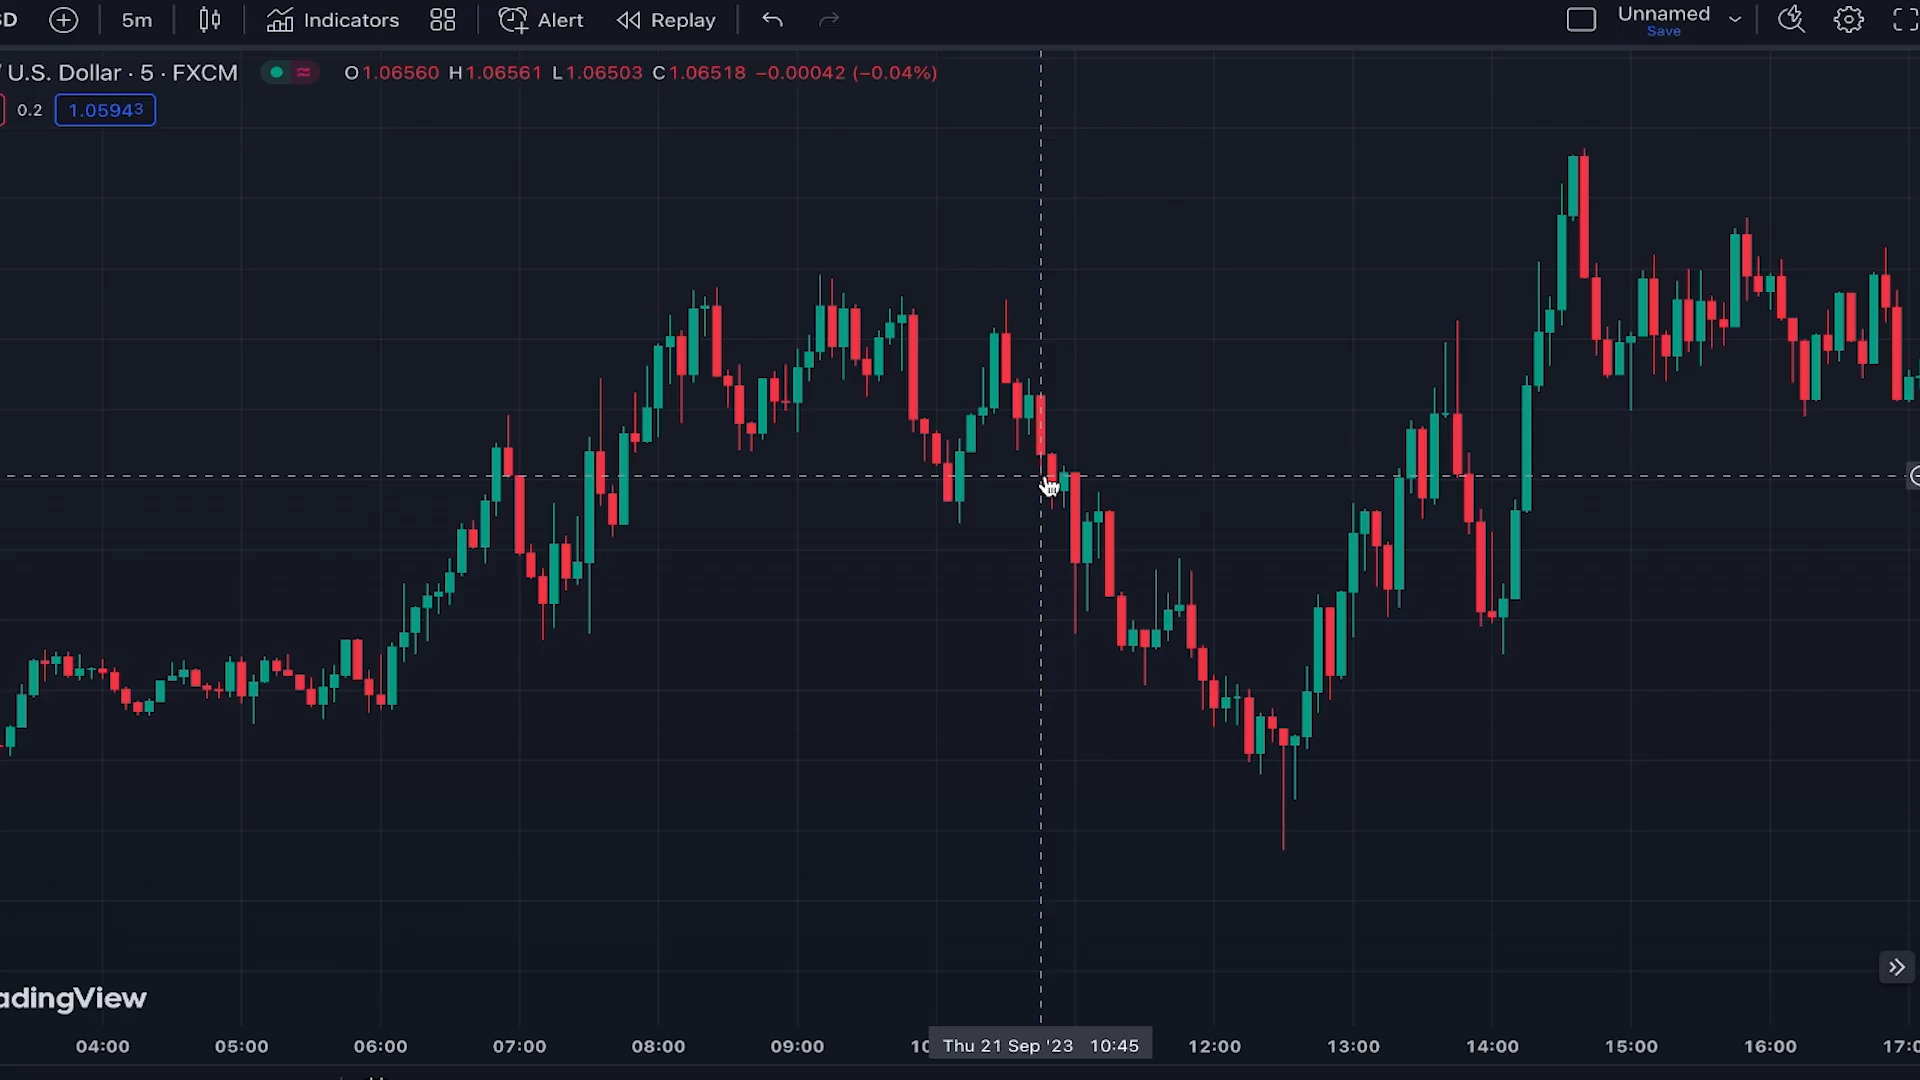 D 5m Indicators Alert Replay Unnamed
Save
U.S. Dollar · 5 · FXCM O1.06560 H1.06561 L1.06503 C1.06518 −0.00042 (−0.04%)
0.2 1.05943
adingView
04:00 05:00 06:00 07:00 08:00 09:00 10 Thu 21 Sep '23 10:45 12:00 13:00 14:00 15:00 16:00 17:0